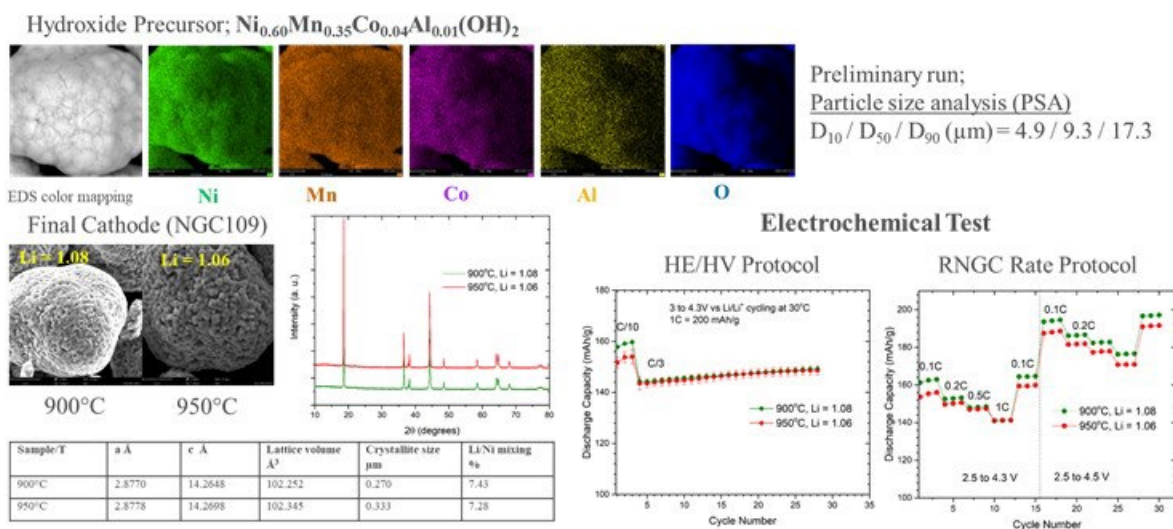 Hydroxide Precursor; Ni0.60Mn0.35Co0.04Al0.01(OH)2
Preliminary run;
Particle size analysis (PSA)
D10 / D50 / D90 (µm) = 4.9 / 9.3 / 17.3
EDS color mapping
Ni
Mn
Co
Al
O
Final Cathode (NGC109)
Li = 1.08
Li = 1.06
900°C
950°C
Intensity (a. u.)
900°C, Li = 1.08
950°C, Li = 1.06
10 20 30 40 50 60 70 80
2Θ (degrees)
Electrochemical Test
HE/HV Protocol
Discharge Capacity (mAh/g)
180
160
140
120
100
3 to 4.3V vs Li/Li+ cycling at 30°C
1C = 200 mAh/g
C/10
C/3
900°C, Li = 1.08
950°C, Li = 1.06
0 5 10 15 20 25 30 35
Cycle Number
RNGC Rate Protocol
Discharge Capacity (mAh/g)
200
180
160
140
120
100
0.1C
0.2C
0.5C
1C
0.1C
0.1C
0.2C
900°C, Li = 1.08
950°C, Li = 1.06
2.5 to 4.3 V
2.5 to 4.5 V
0 5 10 15 20 25 30
Cycle Number
Sample/T a Å c Å Lattice volume Å3 Crystallite size µm Li/Ni mixing %
900°C 2.8770 14.2648 102.252 0.270 7.43
950°C 2.8778 14.2698 102.345 0.333 7.28